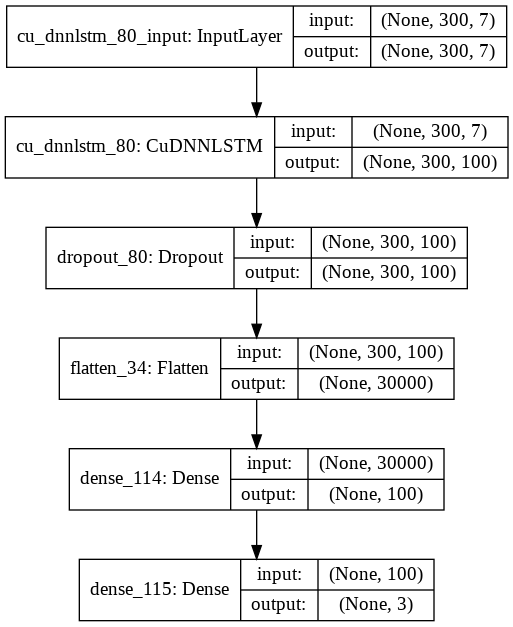 cu_dnnlstm_80_input: InputLayer
input: (None, 300, 7)
output: (None, 300, 7)
cu_dnnlstm_80: CuDNNLSTM
input: (None, 300, 7)
output: (None, 300, 100)
dropout_80: Dropout
input: (None, 300, 100)
output: (None, 300, 100)
flatten_34: Flatten
input: (None, 300, 100)
output: (None, 30000)
dense_114: Dense
input: (None, 30000)
output: (None, 100)
dense_115: Dense
input: (None, 100)
output: (None, 3)